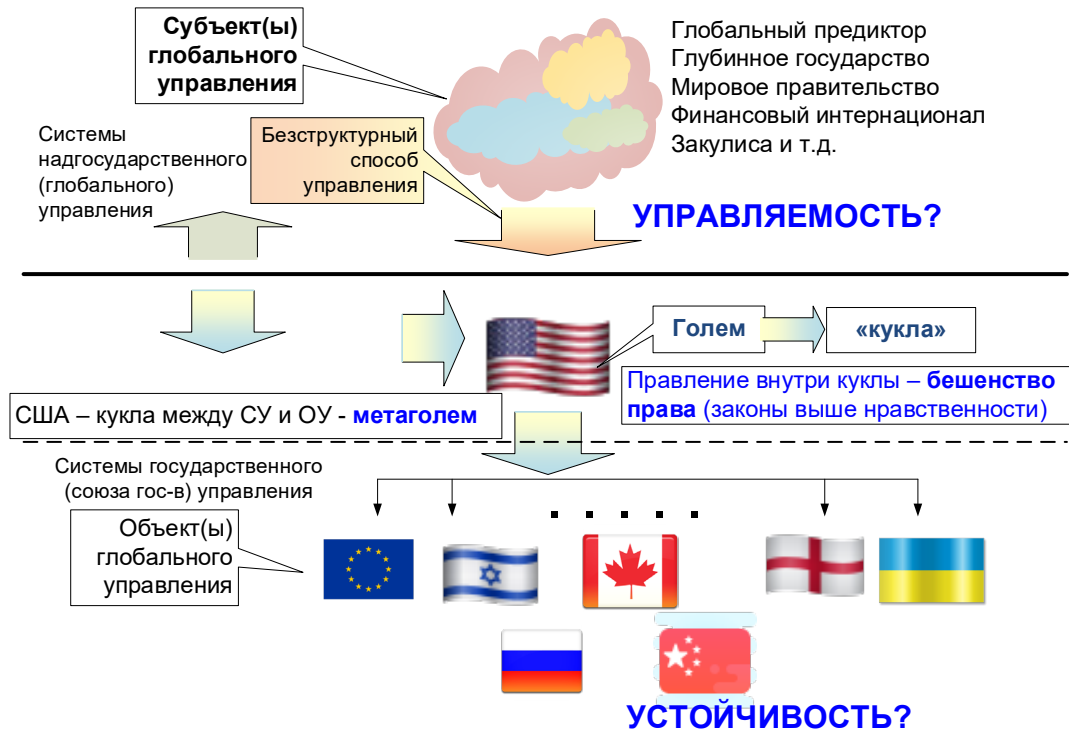 Субъект(ы)
глобального
управления
Глобальный предиктор
Глубинное государство
Мировое правительство
Финансовый интернационал
Закулиса и т.д.
Системы
надгосударственного
(глобального)
управления
Безструктурный
способ
управления
УПРАВЛЯЕМОСТЬ?
Голем
«кукла»
Правление внутри куклы – бешенство
права (законы выше нравственности)
США – кукла между СУ и ОУ - метаголем
Системы государственного
(союза гос-в) управления
Объект(ы)
глобального
управления
. . . . .
УСТОЙЧИВОСТЬ?